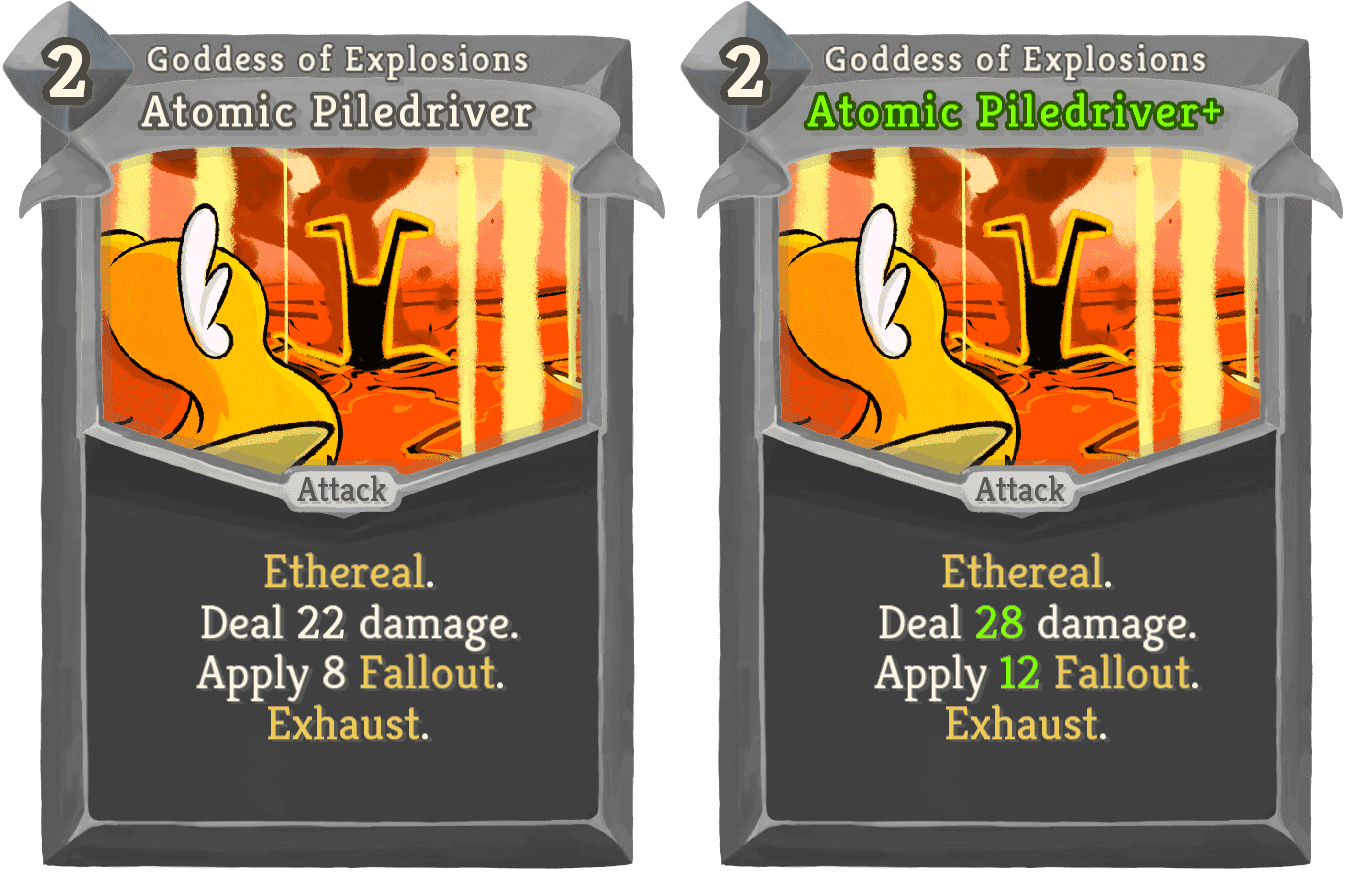 2
Goddess of Explosions
Atomic Piledriver
Attack
Ethereal.
Deal 22 damage.
Apply 8 Fallout.
Exhaust.
2
Goddess of Explosions
Atomic Piledriver+
Attack
Ethereal.
Deal 28 damage.
Apply 12 Fallout.
Exhaust.